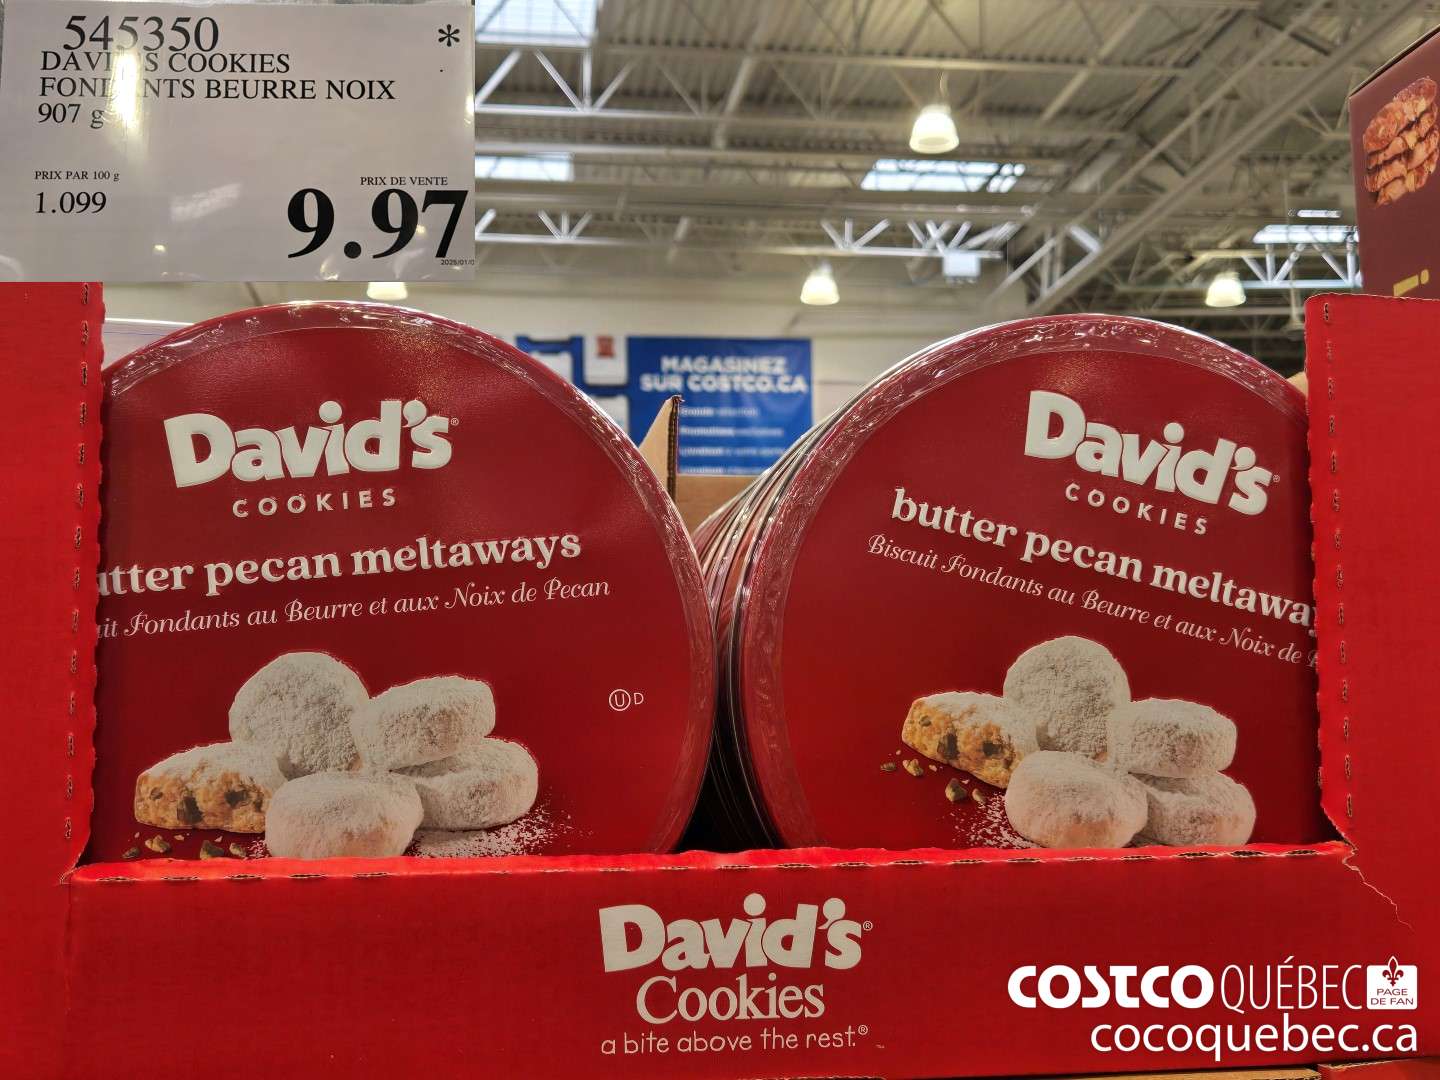 545350
*
DAVID'S COOKIES
FONDANTS BEURRE NOIX
907 g
PRIX PAR 100 g
1.099
PRIX DE VENTE
9.97
MAGASINEZ
SUR COSTCO.CA
David's®
COOKIES
utter pecan meltaways
it Fondants au Beurre et aux Noix de Pecan
U D
David's®
COOKIES
butter pecan meltaway
Biscuit Fondants au Beurre et aux Noix de P
David's®
Cookies
a bite above the rest.®
COSTCO QUÉBEC PAGE
DE FAN
cocoquebec.ca